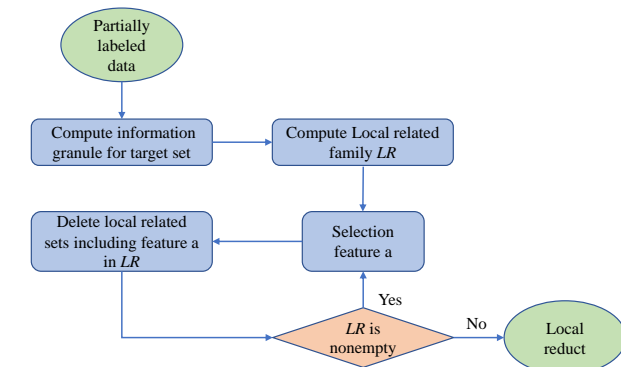 Partially
labeled
data
Compute information
granule for target set
Compute Local related
family LR
Delete local related
sets including feature a
in LR
Selection
feature a
Yes
LR is
nonempty
No
Local
reduct